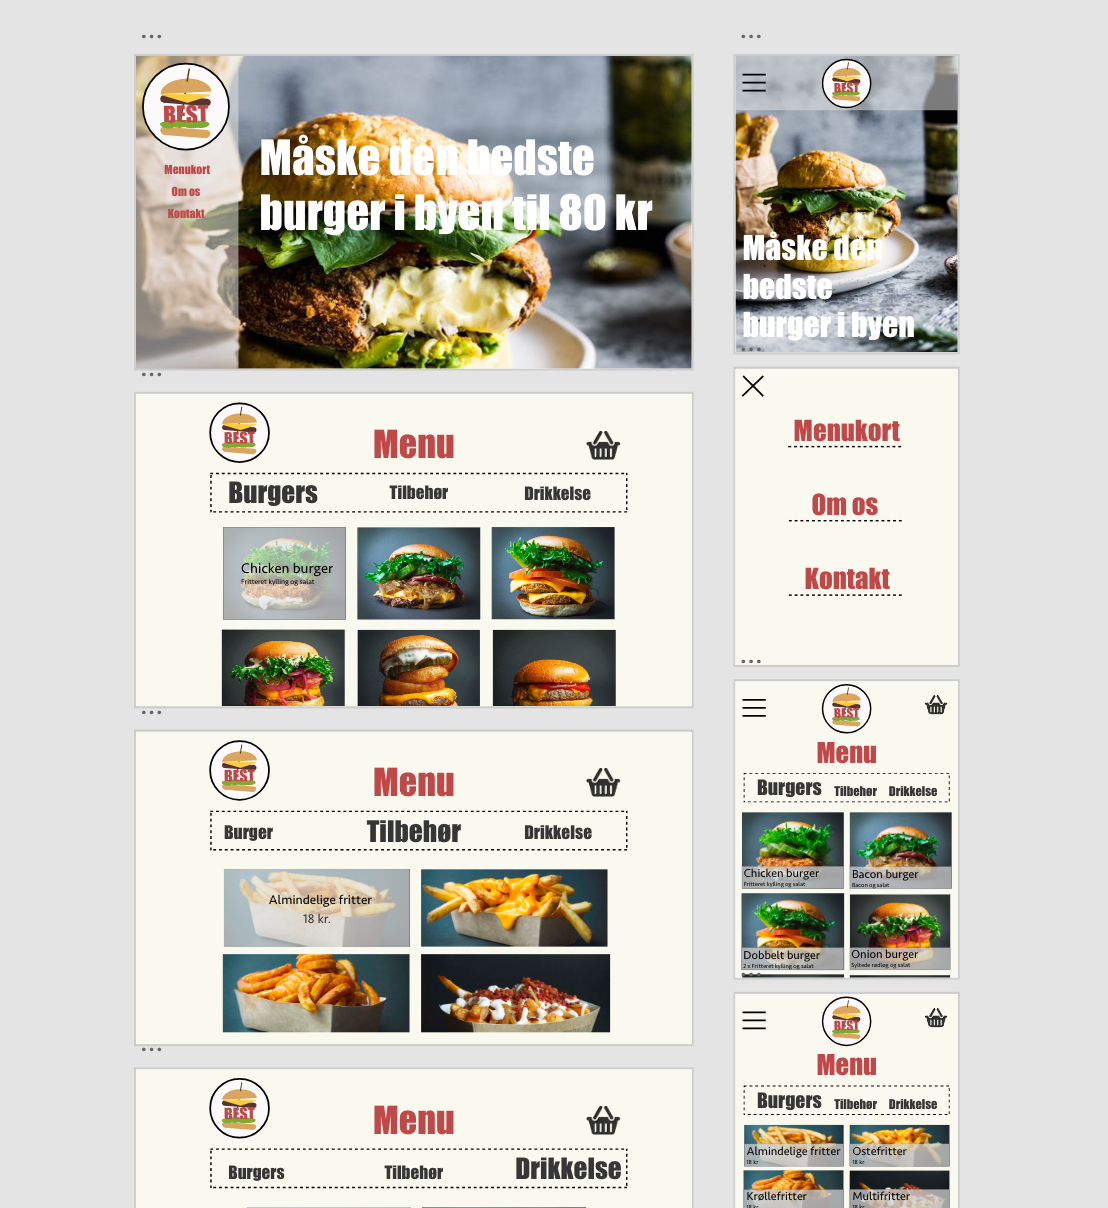 BEST
Menukort
Om os
Kontakt
Måske den bedste
burger i byen til 80 kr
BEST
Menu
Burgers
Tilbehør
Drikkelse
Chicken burger
Fritteret kylling og salat
BEST
Menu
Burger
Tilbehør
Drikkelse
Almindelige fritter
18 kr.
BEST
Menu
Burgers
Tilbehør
Drikkelse
BEST
Måske den
bedste
burger i byen
Menukort
Om os
Kontakt
BEST
Menu
Burgers
Tilbehør
Drikkelse
Chicken burger
Fritteret kylling og salat
Bacon burger
Bacon og salat
Dobbelt burger
2 x Fritteret kylling og salat
Onion burger
Syltede rødløg og salat
BEST
Menu
Burgers
Tilbehør
Drikkelse
Almindelige fritter
18 kr
Ostefritter
18 kr
Krøllefritter
18 kr
Multifritter
18 kr